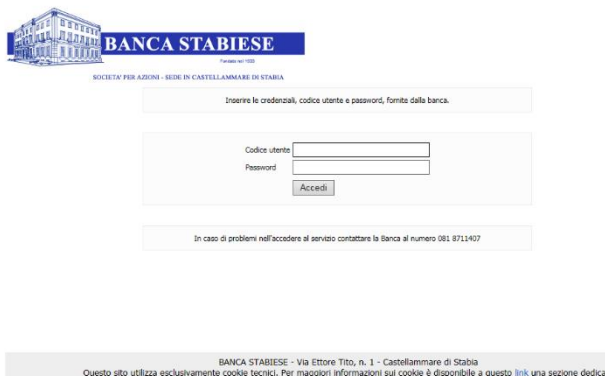 BANCA STABIESE
Fondata nel 1933
SOCIETA' PER AZIONI - SEDE IN CASTELLAMMARE DI STABIA
Inserire le credenziali, codice utente e password, fornite dalla banca.
Codice utente
Password
Accedi
In caso di problemi nell'accedere al servizio contattare la Banca al numero 081 8711407
BANCA STABIESE - Via Ettore Tito, n. 1 - Castellammare di Stabia
Questo sito utilizza esclusivamente cookie tecnici. Per maggiori informazioni sui cookie è disponibile a questo link una sezione dedica